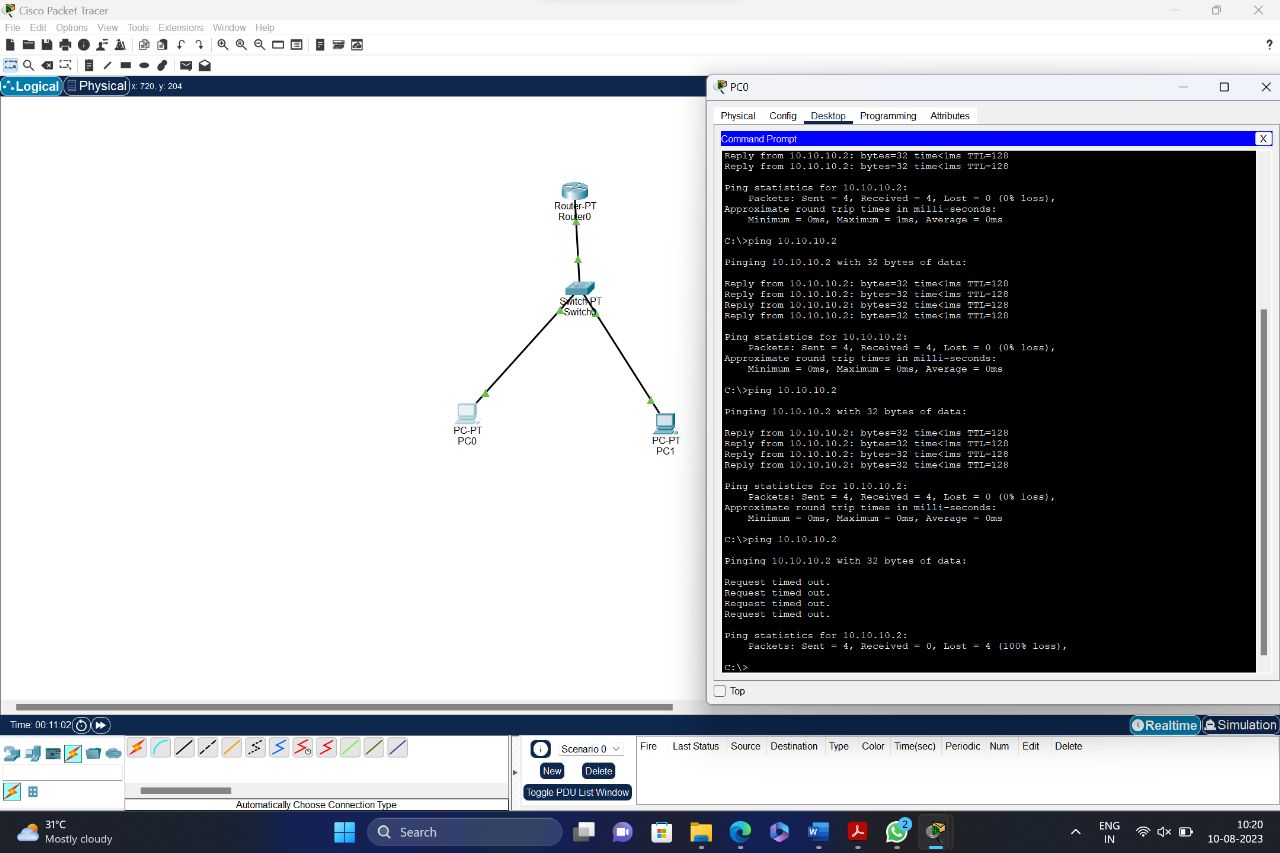 Cisco Packet Tracer
File Edit Options View Tools Extensions Window Help
?
Logical Physical x: 720, y: 204
Router-PT
Router0
Switch-PT
Switch0
PC-PT
PC0
PC-PT
PC1
PC0
Physical Config Desktop Programming Attributes
Command Prompt X
Reply from 10.10.10.2: bytes=32 time<1ms TTL=128
Reply from 10.10.10.2: bytes=32 time<1ms TTL=128
Ping statistics for 10.10.10.2:
Packets: Sent = 4, Received = 4, Lost = 0 (0% loss),
Approximate round trip times in milli-seconds:
Minimum = 0ms, Maximum = 1ms, Average = 0ms
C:\>ping 10.10.10.2
Pinging 10.10.10.2 with 32 bytes of data:
Reply from 10.10.10.2: bytes=32 time<1ms TTL=128
Reply from 10.10.10.2: bytes=32 time<1ms TTL=128
Reply from 10.10.10.2: bytes=32 time<1ms TTL=128
Reply from 10.10.10.2: bytes=32 time<1ms TTL=128
Ping statistics for 10.10.10.2:
Packets: Sent = 4, Received = 4, Lost = 0 (0% loss),
Approximate round trip times in milli-seconds:
Minimum = 0ms, Maximum = 0ms, Average = 0ms
C:\>ping 10.10.10.2
Pinging 10.10.10.2 with 32 bytes of data:
Reply from 10.10.10.2: bytes=32 time<1ms TTL=128
Reply from 10.10.10.2: bytes=32 time<1ms TTL=128
Reply from 10.10.10.2: bytes=32 time<1ms TTL=128
Reply from 10.10.10.2: bytes=32 time<1ms TTL=128
Ping statistics for 10.10.10.2:
Packets: Sent = 4, Received = 4, Lost = 0 (0% loss),
Approximate round trip times in milli-seconds:
Minimum = 0ms, Maximum = 0ms, Average = 0ms
C:\>ping 10.10.10.2
Pinging 10.10.10.2 with 32 bytes of data:
Request timed out.
Request timed out.
Request timed out.
Request timed out.
Ping statistics for 10.10.10.2:
Packets: Sent = 4, Received = 0, Lost = 4 (100% loss),
C:\>
Top
Time: 00:11:02
Realtime Simulation
Scenario 0
New Delete
Toggle PDU List Window
Fire Last Status Source Destination Type Color Time(sec) Periodic Num Edit Delete
Automatically Choose Connection Type
31°C
Mostly cloudy
Search
2
ENG
IN
10:20
10-08-2023